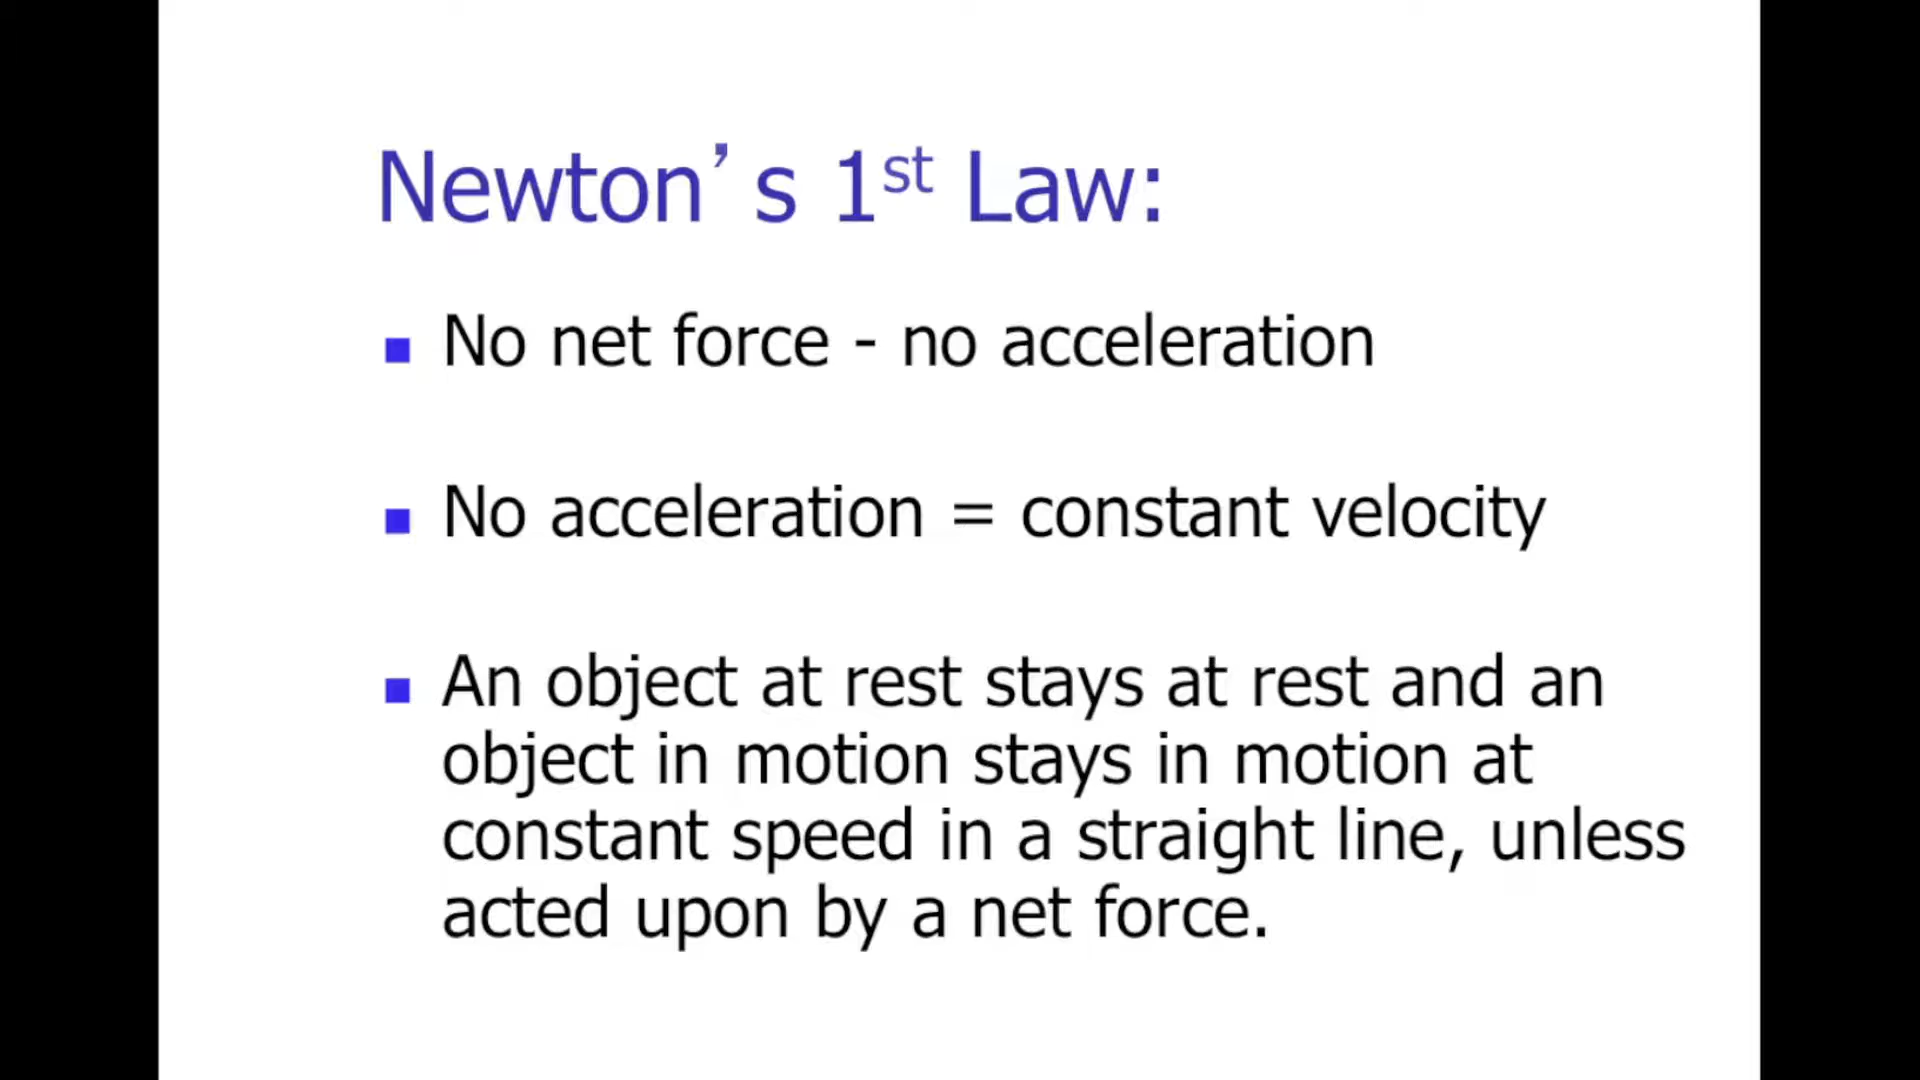 Newton’s 1st Law:
■ No net force - no acceleration
■ No acceleration = constant velocity
■ An object at rest stays at rest and an
object in motion stays in motion at
constant speed in a straight line, unless
acted upon by a net force.